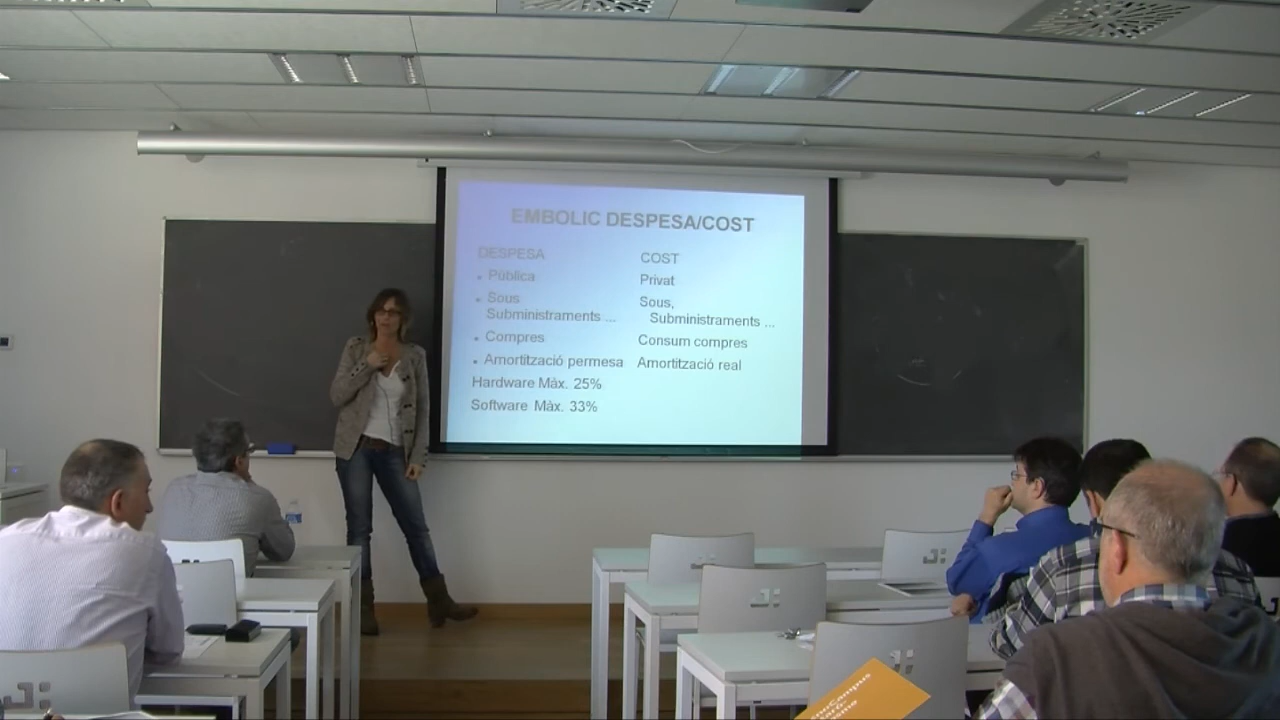 EMBOLIC DESPESA/COST
DESPESA
• Pública
• Sous
Subministraments ...
• Compres
• Amortització permesa
Hardware Màx. 25%
Software Màx. 33%
COST
Privat
Sous,
Subministraments ...
Consum compres
Amortització real